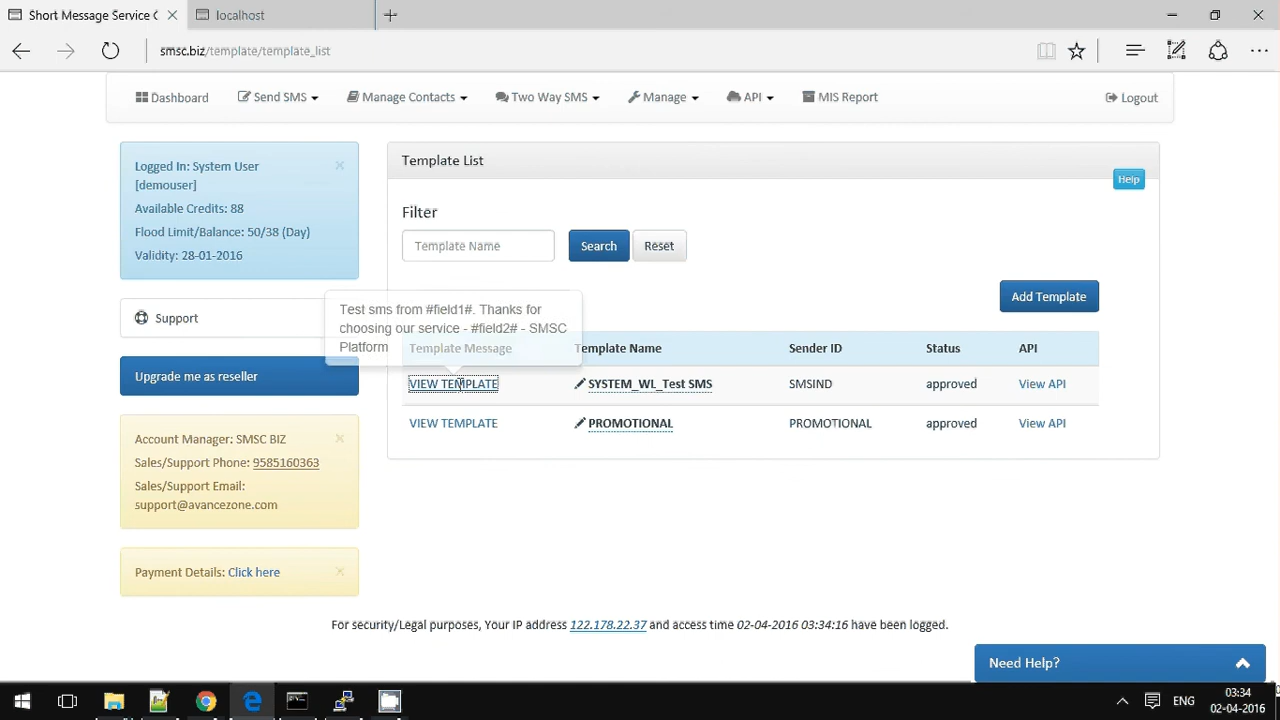 Short Message Service C
localhost
smsc.biz/template/template_list
Dashboard
Send SMS
Manage Contacts
Two Way SMS
Manage
API
MIS Report
Logout
Logged In: System User
[demouser]
Available Credits: 88
Flood Limit/Balance: 50/38 (Day)
Validity: 28-01-2016
Support
Upgrade me as reseller
Account Manager: SMSC BIZ
Sales/Support Phone: 9585160363
Sales/Support Email:
support@avancezone.com
Payment Details: Click here
Template List
Help
Filter
Template Name
Search
Reset
Add Template
Test sms from #field1#. Thanks for
choosing our service - #field2# - SMSC
Platform
Template Message Template Name Sender ID Status API
VIEW TEMPLATE SYSTEM_WL_Test SMS SMSIND approved View API
VIEW TEMPLATE PROMOTIONAL PROMOTIONAL approved View API
For security/Legal purposes, Your IP address 122.178.22.37 and access time 02-04-2016 03:34:16 have been logged.
Need Help?
ENG
03:34
02-04-2016